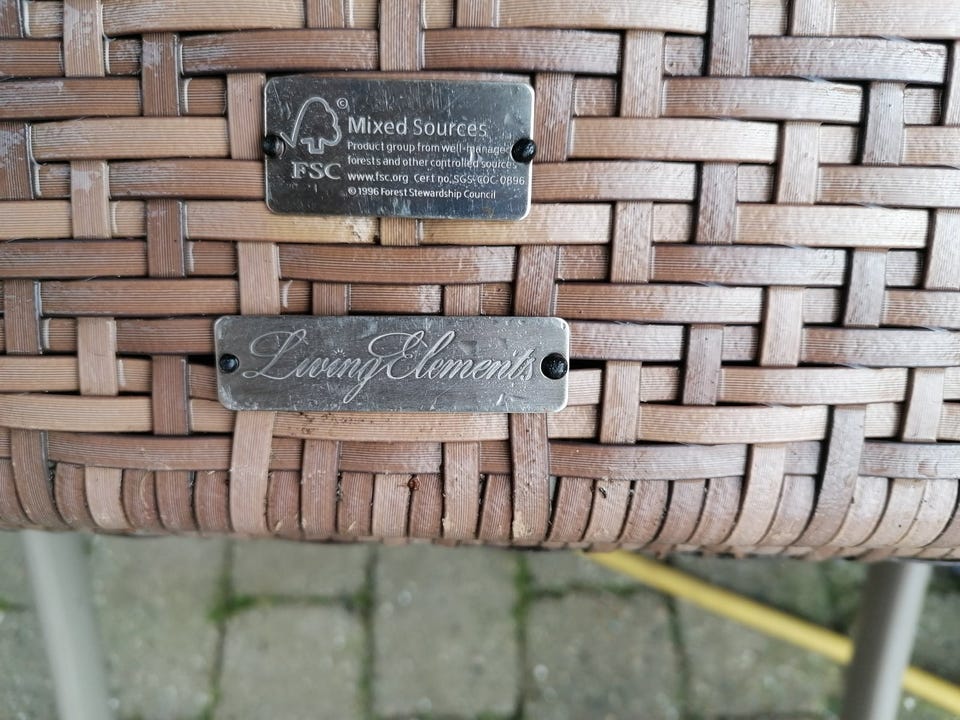 ©
FSC
Mixed Sources
Product group from well-managed
forests and other controlled sources
www.fsc.org Cert no. SGS-COC-0896
© 1996 Forest Stewardship Council
Living Elements